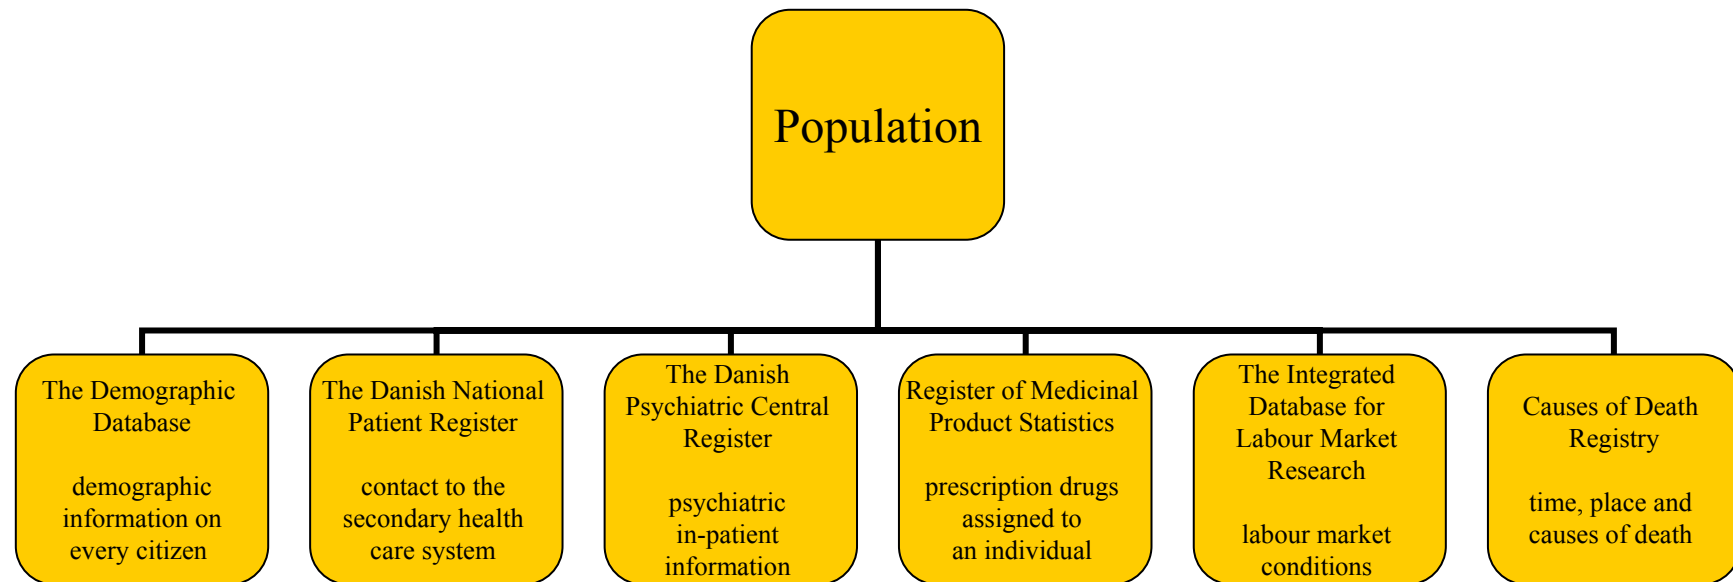 Population
The Demographic
Database
demographic
information on
every citizen
The Danish National
Patient Register
contact to the
secondary health
care system
The Danish
Psychiatric Central
Register
psychiatric
in-patient
information
Register of Medicinal
Product Statistics
prescription drugs
assigned to
an individual
The Integrated
Database for
Labour Market
Research
labour market
conditions
Causes of Death
Registry
time, place and
causes of death